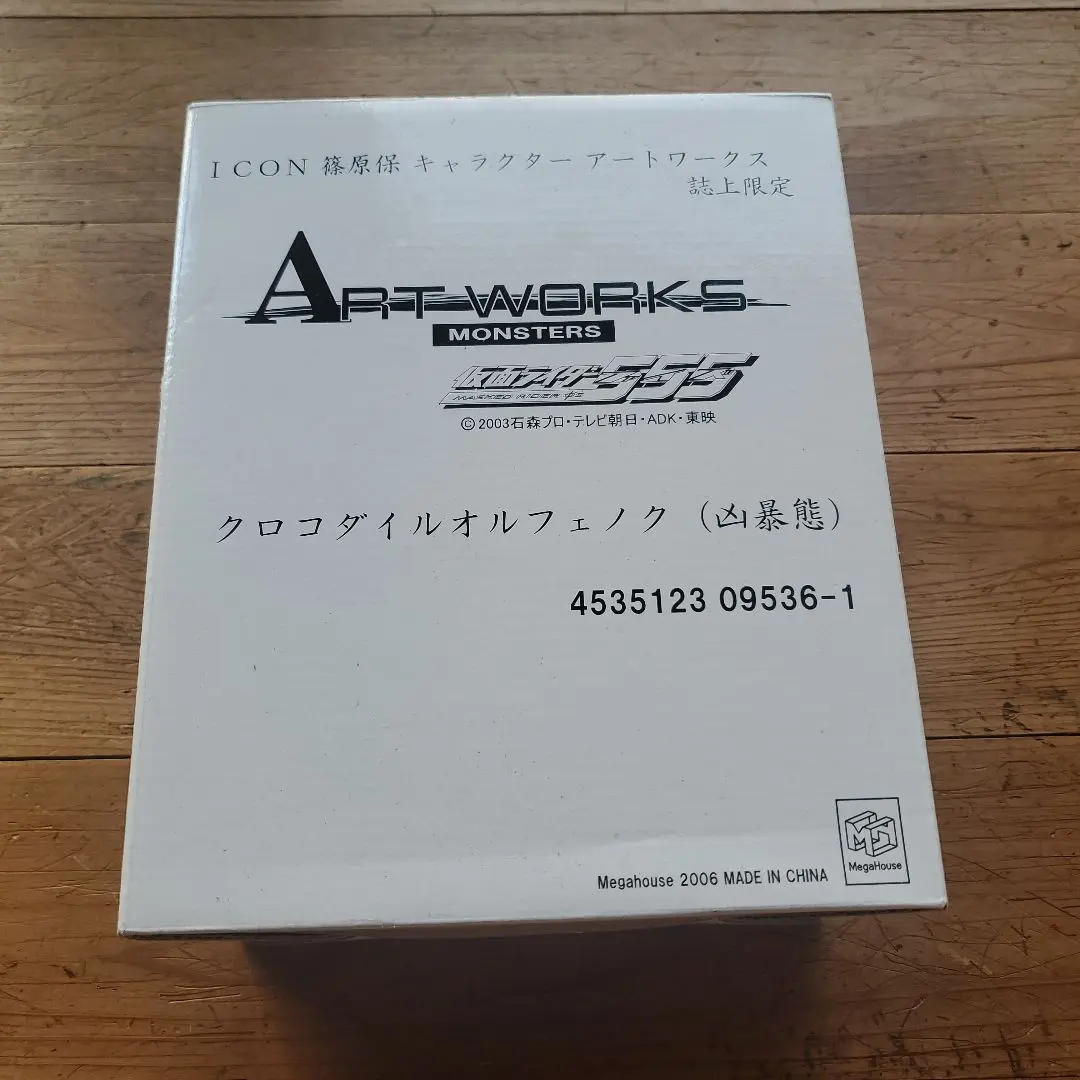 ICON 篠原保 キャラクター アートワークス
誌上限定
ART WORKS
MONSTERS
仮面ライダー555
MASKED RIDER Φ's
©2003石森プロ・テレビ朝日・ADK・東映
クロコダイルオルフェノク（凶暴態）
4535123 09536-1
MegaHouse
Megahouse 2006 MADE IN CHINA